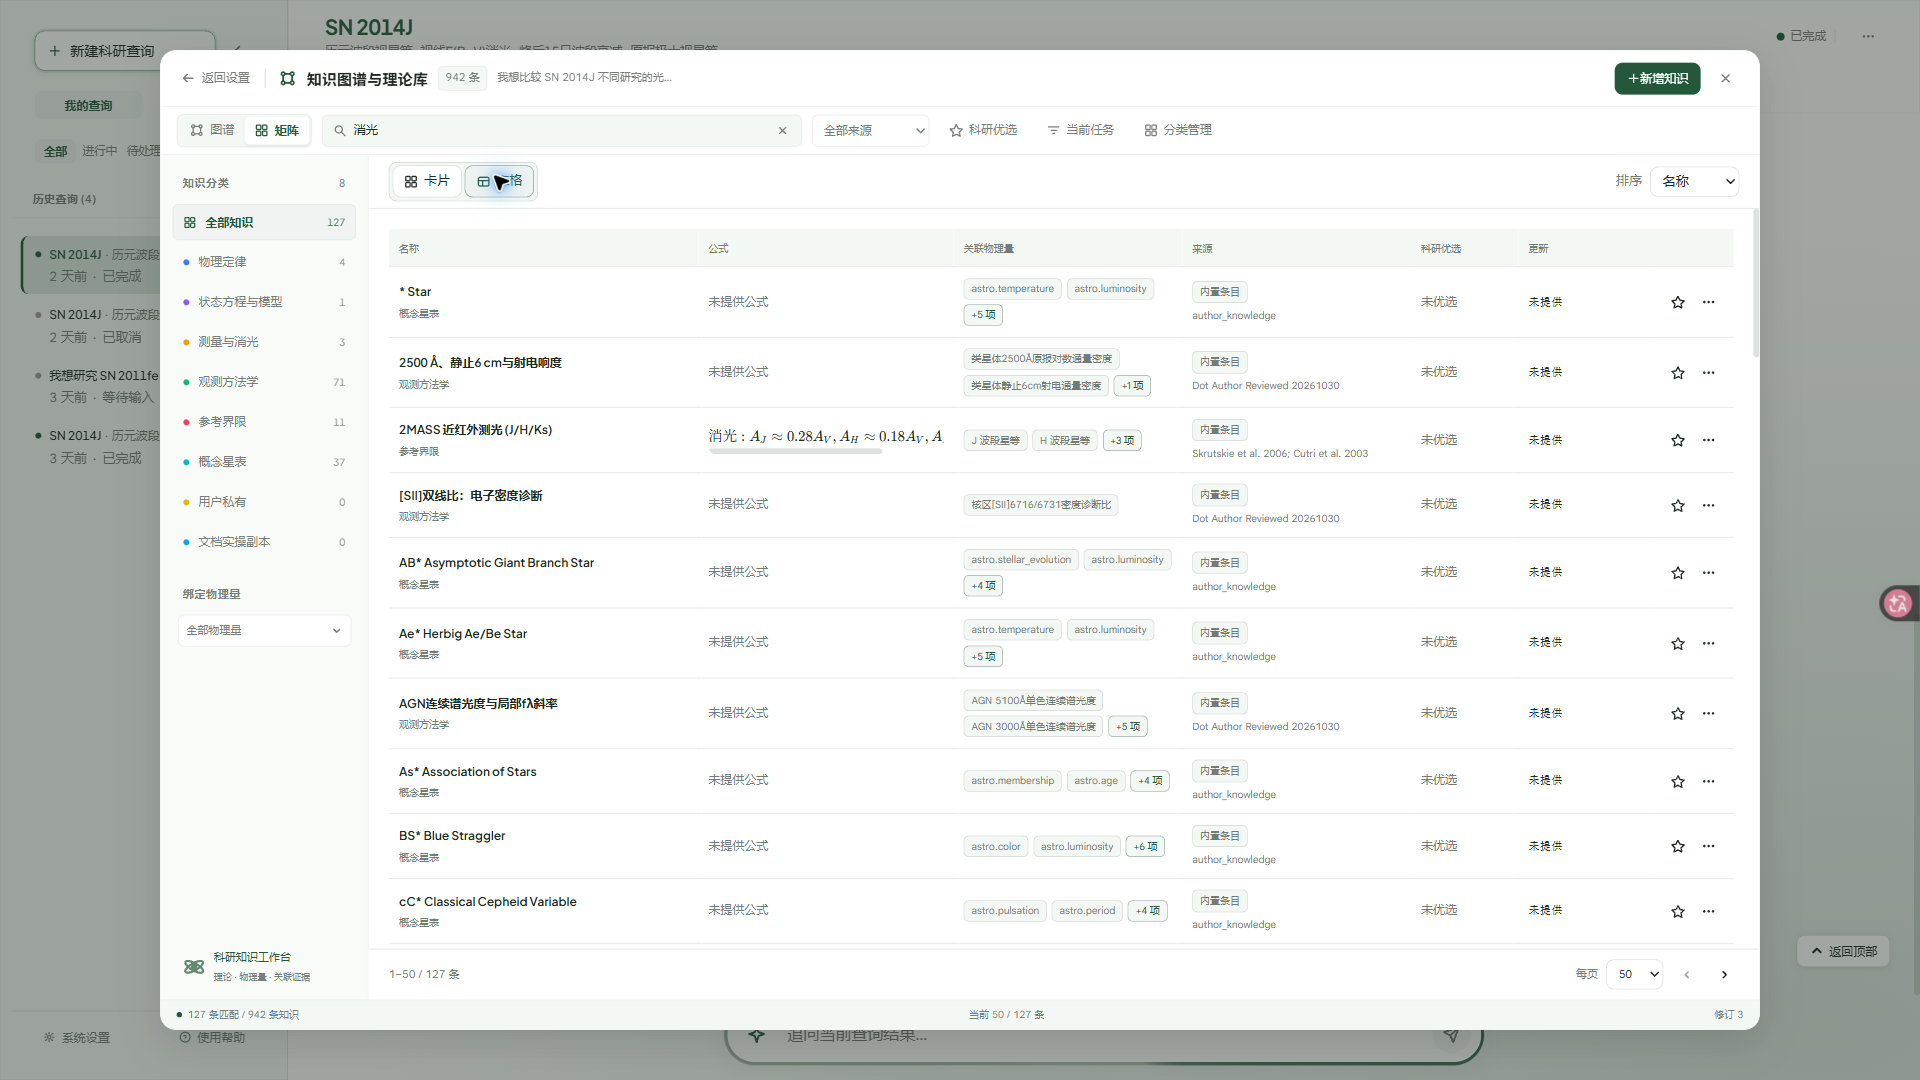 SN 2014J
新建科研查询
已完成
我的查询
全部 进行中 待处理
历史查询 (4)
SN 2014J · 历元波段
2 天前 · 已完成
SN 2014J · 历元波段
2 天前 · 已取消
我想研究 SN 2011fe
3 天前 · 等待输入
SN 2014J · 历元波段
3 天前 · 已完成
系统设置
使用帮助
返回设置
知识图谱与理论库
942 条
我想比较 SN 2014J 不同研究的光...
+新增知识
图谱
矩阵
消光
全部来源
科研优选
当前任务
分类管理
知识分类 8
全部知识 127
物理定律 4
状态方程与模型 1
测量与消光 3
观测方法学 71
参考界限 11
概念星表 37
用户私有 0
文档实操副本 0
绑定物理量
全部物理量
科研知识工作台
理论 · 物理量 · 关联证据
卡片
格
排序 名称
名称 公式 关联物理量 来源 科研优选 更新
* Star
概念星表
未提供公式
astro.temperature astro.luminosity
+5 项
内置条目
author_knowledge
未优选
未提供
2500 Å、静止6 cm与射电响度
观测方法学
未提供公式
类星体2500Å原报对数通量密度
类星体静止6cm射电通量密度 +1 项
内置条目
Dot Author Reviewed 20261030
未优选
未提供
2MASS 近红外测光 (J/H/Ks)
参考界限
消光：A_J ≈ 0.28A_V, A_H ≈ 0.18A_V, A
J 波段星等 H 波段星等 +3 项
内置条目
Skrutskie et al. 2006; Cutri et al. 2003
未优选
未提供
[SII]双线比：电子密度诊断
观测方法学
未提供公式
核区[SII]6716/6731密度诊断比
内置条目
Dot Author Reviewed 20261030
未优选
未提供
AB* Asymptotic Giant Branch Star
概念星表
未提供公式
astro.stellar_evolution astro.luminosity
+4 项
内置条目
author_knowledge
未优选
未提供
Ae* Herbig Ae/Be Star
概念星表
未提供公式
astro.temperature astro.luminosity
+5 项
内置条目
author_knowledge
未优选
未提供
AGN连续谱光度与局部fλ斜率
观测方法学
未提供公式
AGN 5100Å单色连续谱光度
AGN 3000Å单色连续谱光度 +5 项
内置条目
Dot Author Reviewed 20261030
未优选
未提供
As* Association of Stars
概念星表
未提供公式
astro.membership astro.age +4 项
内置条目
author_knowledge
未优选
未提供
BS* Blue Straggler
概念星表
未提供公式
astro.color astro.luminosity +6 项
内置条目
author_knowledge
未优选
未提供
cC* Classical Cepheid Variable
概念星表
未提供公式
astro.pulsation astro.period +4 项
内置条目
author_knowledge
未优选
未提供
1–50 / 127 条
每页 50
127 条匹配 / 942 条知识
当前 50 / 127 条
修订 3
返回顶部
追问当前查询结果...